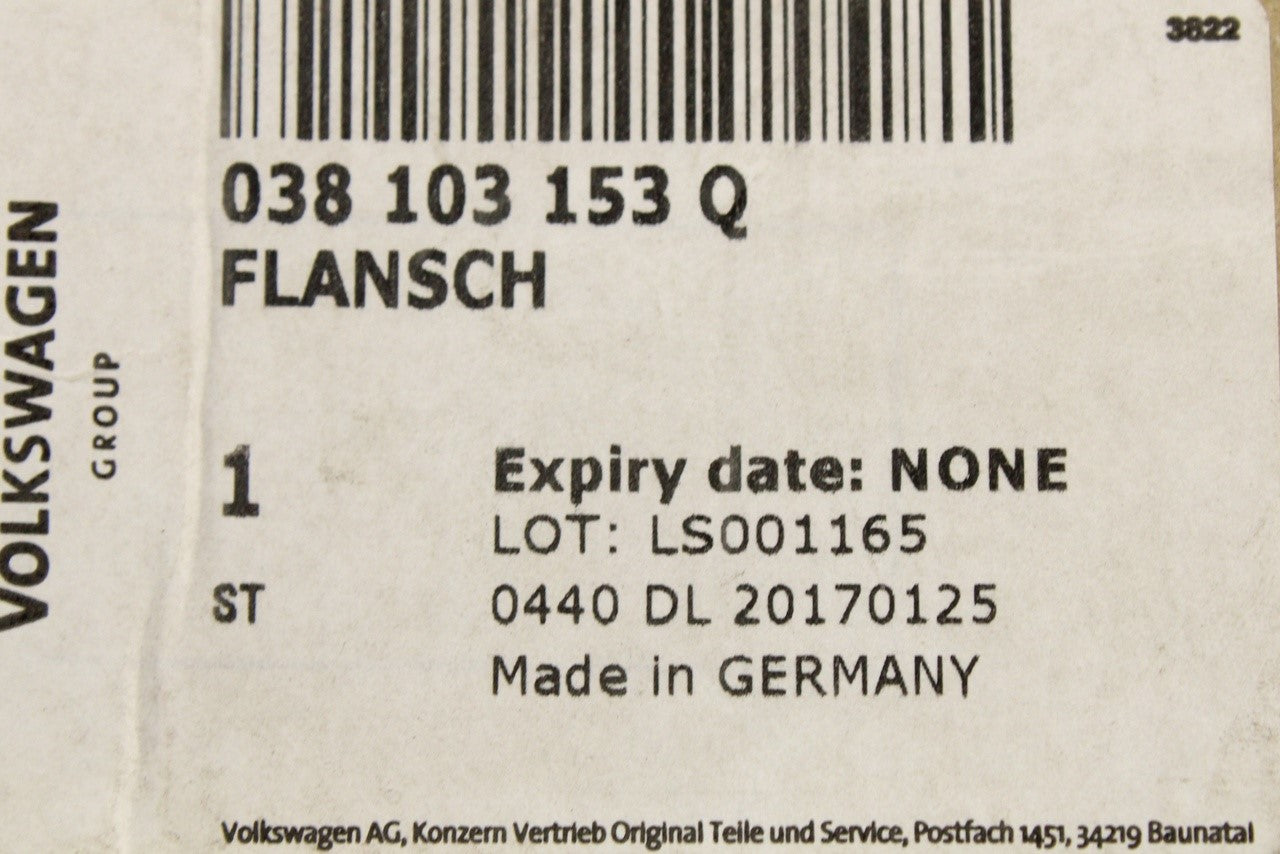 3822
038 103 153 Q
FLANSCH
VOLKSWAGEN
GROUP
1
Expiry date: NONE
LOT: LS001165
ST
0440 DL 20170125
Made in GERMANY
Volkswagen AG, Konzern Vertrieb Original Teile und Service, Postfach 1451, 34219 Baunatal